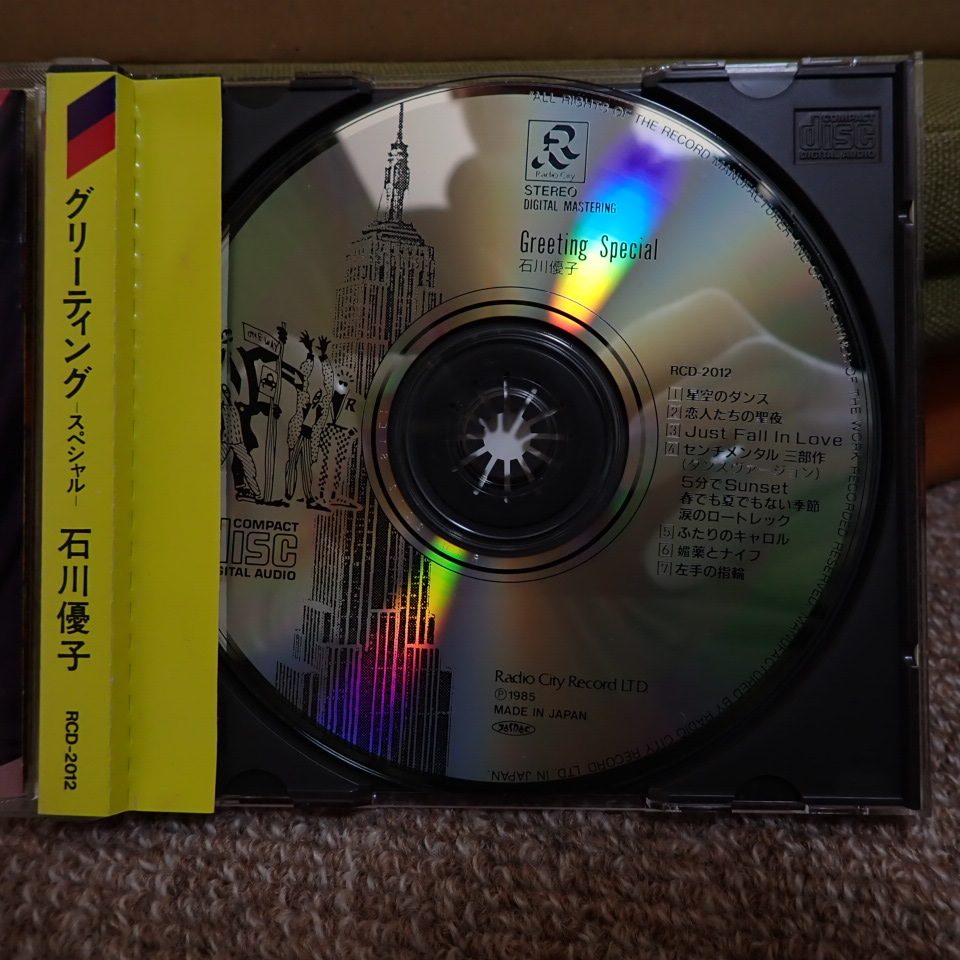 グリーティング
－スペシャル－
石川優子
RCD-2012
Radio City
STEREO
DIGITAL MASTERING
Greeting Special
石川優子
RCD-2012
1 星空のダンス
2 恋人たちの聖夜
3 Just Fall In Love
4 センチメンタル 三部作
(ダンスヴァージョン)
5分でSunset
春でも夏でもない季節
涙のロートレック
5 ふたりのキャロル
6 媚薬とナイフ
7 左手の指輪
ONE WAY
COMPACT
DISC
DIGITAL AUDIO
Radio City Record LTD.
Ⓟ1985
MADE IN JAPAN
JASRAC
"ALL RIGHTS OF THE RECORD MANUFACTURER
OF THE WORK RECORDED RESERVED. MANUFACTURED BY RADIO CITY RECORD LTD. IN JAPAN.
COMPACT
disc
DIGITAL AUDIO